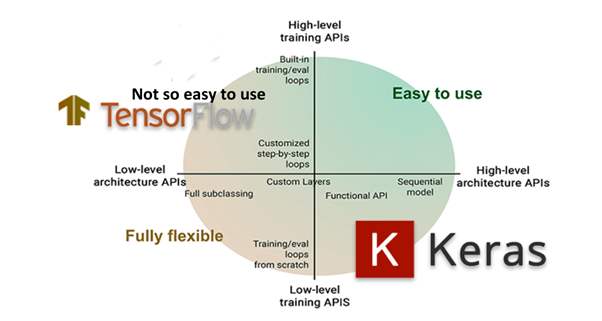 High-level
training APIs
Built-in
training/eval
loops
Not so easy to use
Easy to use
TensorFlow
Customized
step-by-step
loops
Low-level
architecture APIs
High-level
architecture APIs
Full subclassing
Custom Layers
Functional API
Sequential
model
Fully flexible
Training/eval
loops
from scratch
K Keras
Low-level
training APIS